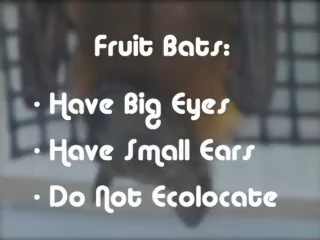 Fruit Bats:
• Have Big Eyes
• Have Small Ears
• Do Not Ecolocate